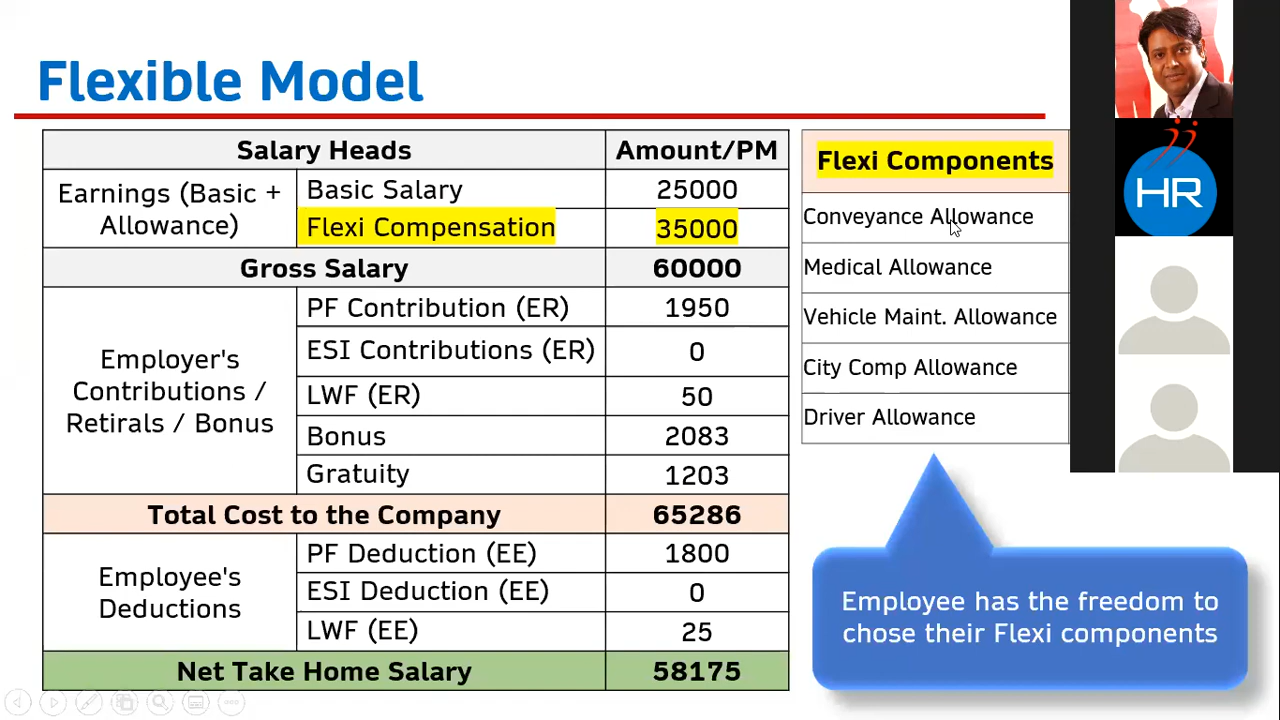 Flexible Model
Salary Heads Amount/PM
Earnings (Basic +
Allowance)
Basic Salary 25000
Flexi Compensation 35000
Gross Salary 60000
Employer's
Contributions /
Retirals / Bonus
PF Contribution (ER) 1950
ESI Contributions (ER) 0
LWF (ER) 50
Bonus 2083
Gratuity 1203
Total Cost to the Company 65286
Employee's
Deductions
PF Deduction (EE) 1800
ESI Deduction (EE) 0
LWF (EE) 25
Net Take Home Salary 58175
Flexi Components
Conveyance Allowance
Medical Allowance
Vehicle Maint. Allowance
City Comp Allowance
Driver Allowance
Employee has the freedom to
chose their Flexi components
HR